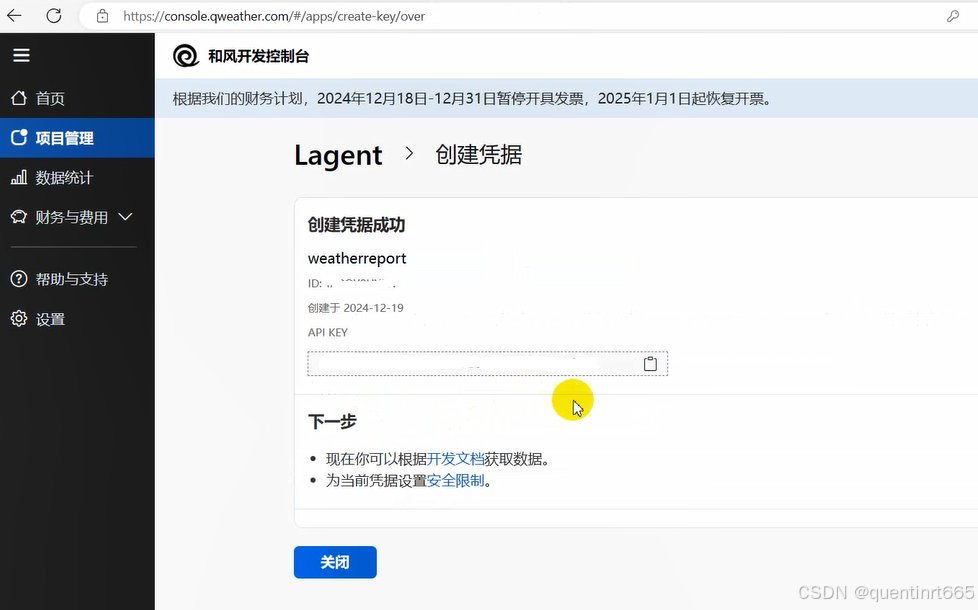 https://console.qweather.com/#/apps/create-key/over
和风开发控制台
首页
项目管理
数据统计
财务与费用
帮助与支持
设置
根据我们的财务计划，2024年12月18日-12月31日暂停开具发票，2025年1月1日起恢复开票。
Lagent > 创建凭据
创建凭据成功
weatherreport
ID:
创建于 2024-12-19
API KEY
下一步
现在你可以根据开发文档获取数据。
为当前凭据设置安全限制。
关闭
CSDN @quentinrt665